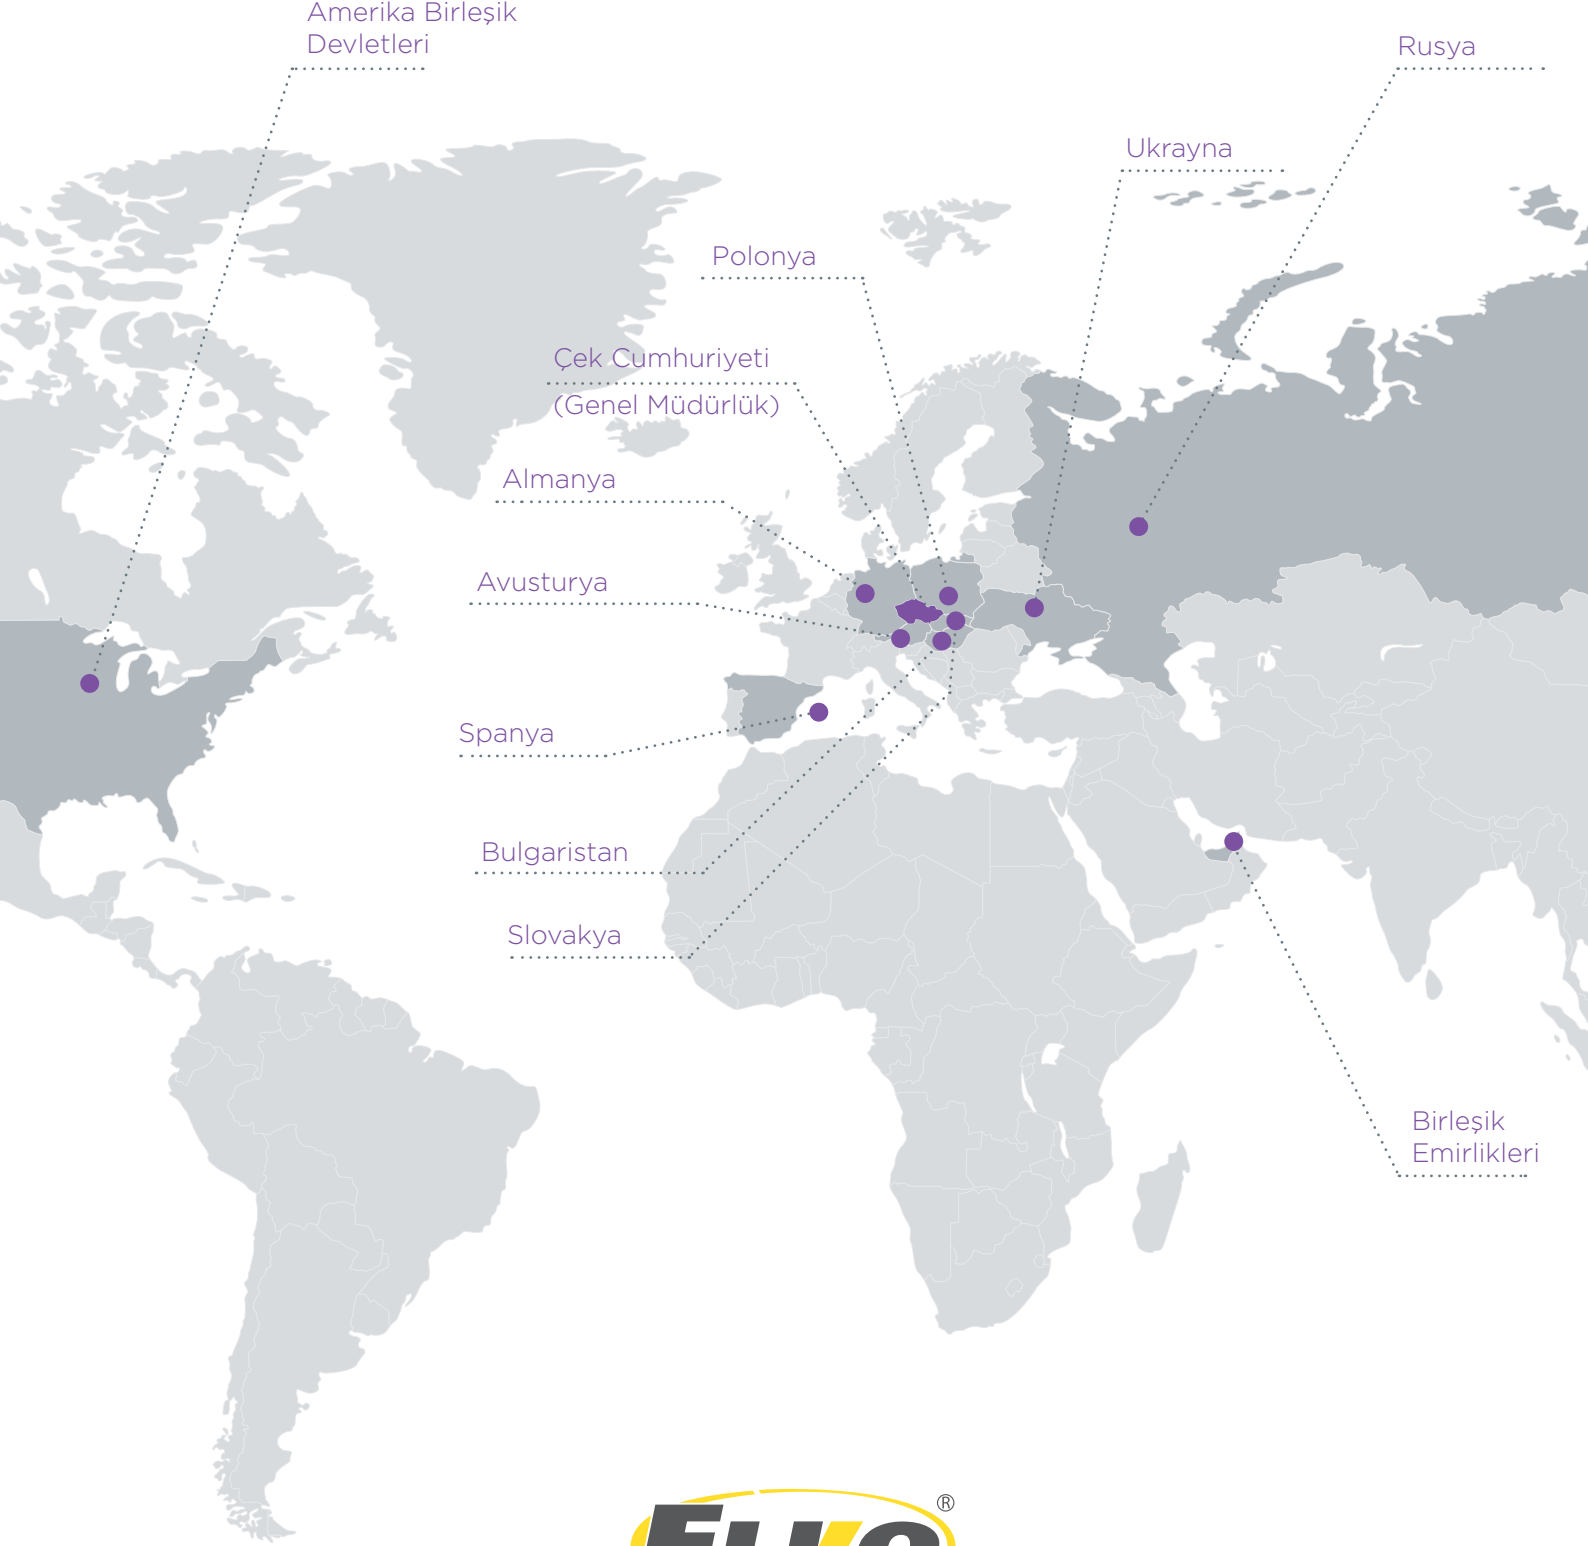 Amerika Birleşik
Devletleri
Rusya
Ukrayna
Polonya
Çek Cumhuriyeti
(Genel Müdürlük)
Almanya
Avusturya
Spanya
Bulgaristan
Slovakya
Birleşik
Emirlikleri
®